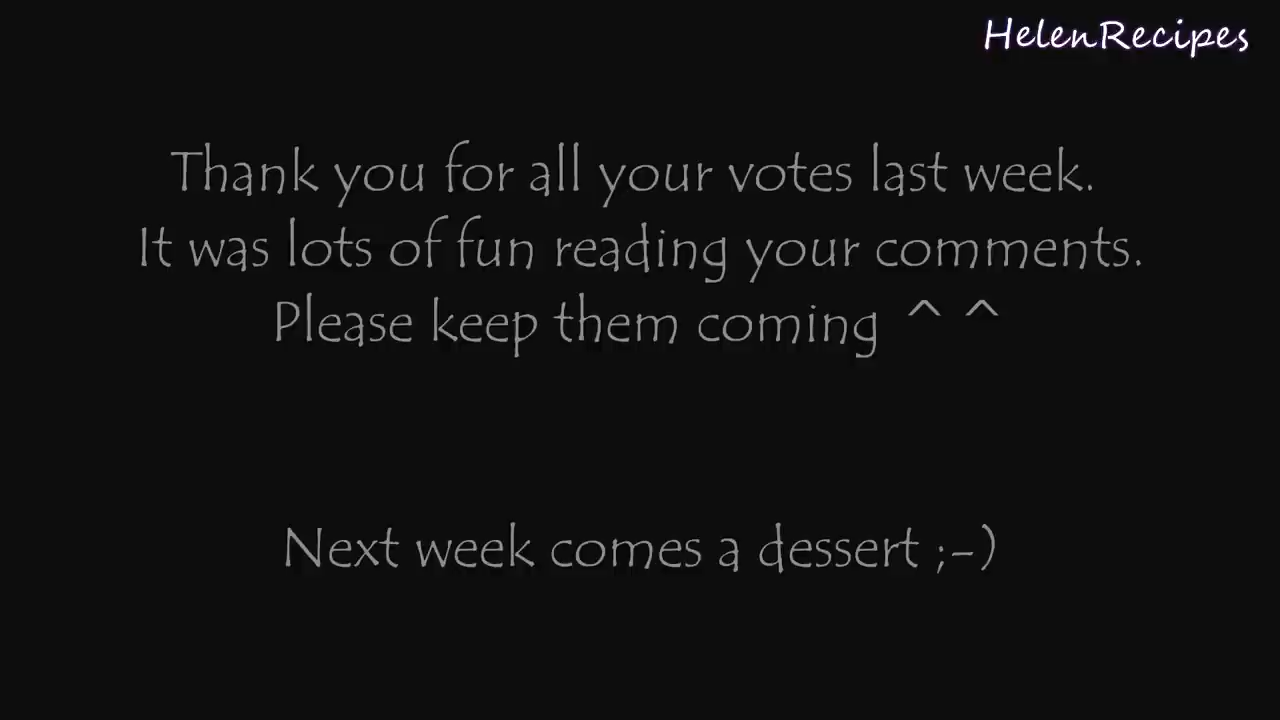 HelenRecipes
Thank you for all your votes last week.
It was lots of fun reading your comments.
Please keep them coming ^ ^
Next week comes a dessert ;-)